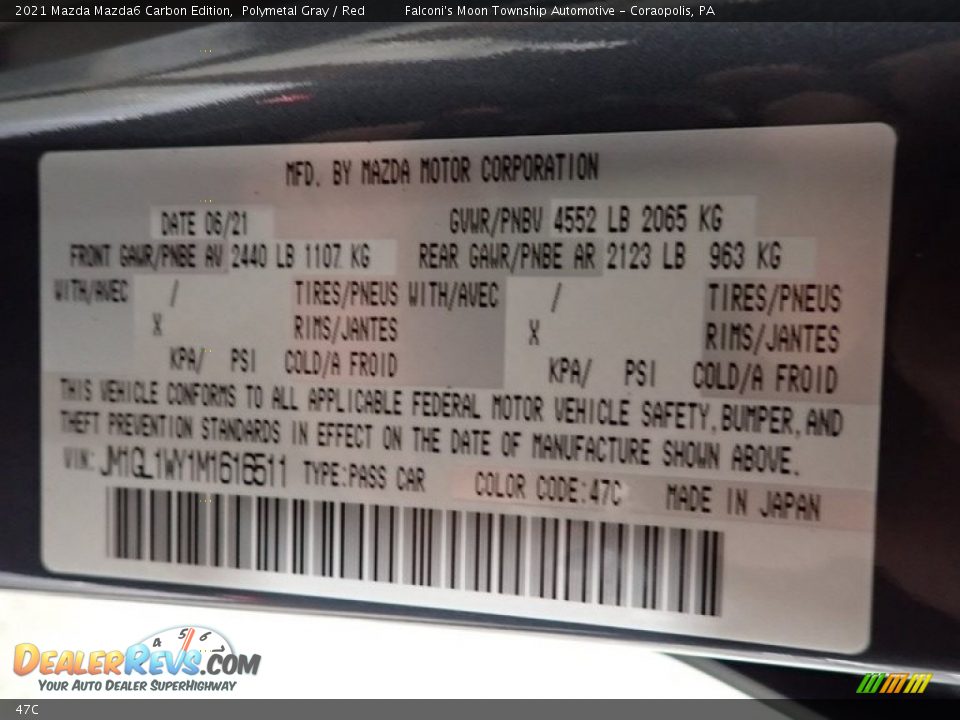 2021 Mazda Mazda6 Carbon Edition, Polymetal Gray / Red Falconi's Moon Township Automotive - Coraopolis, PA
MFD. BY MAZDA MOTOR CORPORATION
DATE 06/21 GVWR/PNBV 4552 LB 2065 KG
FRONT GAWR/PNBE AV 2440 LB 1107 KG REAR GAWR/PNBE AR 2123 LB 963 KG
WITH/AVEC / TIRES/PNEUS WITH/AVEC / TIRES/PNEUS
X RIMS/JANTES X RIMS/JANTES
KPA/ PSI COLD/A FROID KPA/ PSI COLD/A FROID
THIS VEHICLE CONFORMS TO ALL APPLICABLE FEDERAL MOTOR VEHICLE SAFETY, BUMPER, AND
THEFT PREVENTION STANDARDS IN EFFECT ON THE DATE OF MANUFACTURE SHOWN ABOVE.
VIN: JM1GL1WY1M1616511 TYPE:PASS CAR COLOR CODE:47C MADE IN JAPAN
4 5 6 7
DEALERREVS.COM
YOUR AUTO DEALER SUPERHIGHWAY
47C